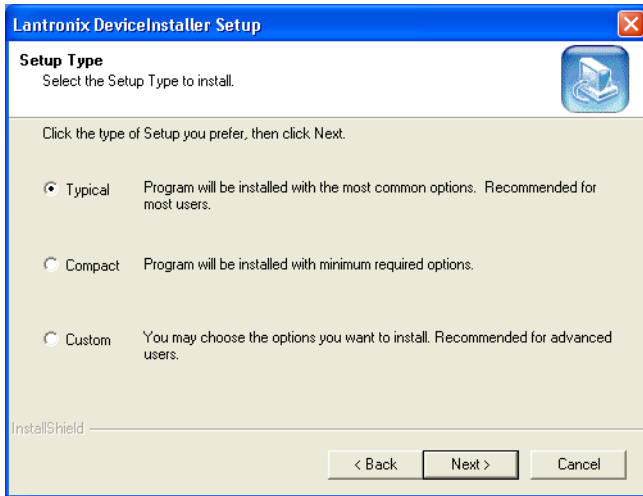 Lantronix DeviceInstaller Setup
Setup Type
Select the Setup Type to install.
Click the type of Setup you prefer, then click Next.
Typical Program will be installed with the most common options. Recommended for
most users.
Compact Program will be installed with minimum required options.
Custom You may choose the options you want to install. Recommended for advanced
users.
InstallShield
< Back Next > Cancel